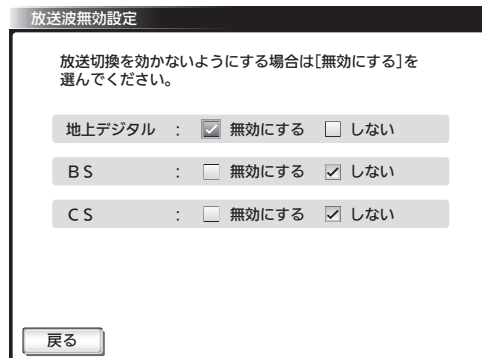 放送波無効設定
放送切換を効かないようにする場合は[無効にする]を
選んでください。
地上デジタル : 無効にする しない
BS : 無効にする しない
CS : 無効にする しない
戻る